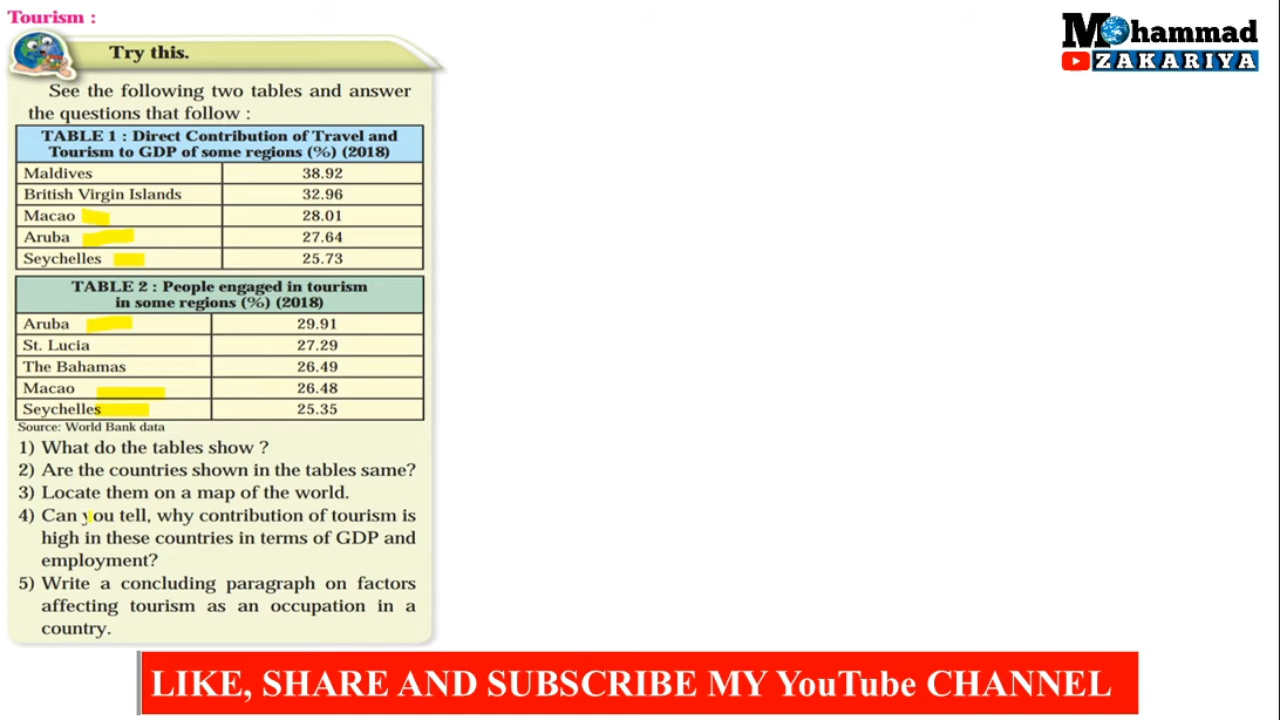 Tourism :
Mohammad
ZAKARIYA
Try this.
See the following two tables and answer
the questions that follow :
TABLE 1 : Direct Contribution of Travel and
Tourism to GDP of some regions (%) (2018)
Maldives 38.92
British Virgin Islands 32.96
Macao 28.01
Aruba 27.64
Seychelles 25.73
TABLE 2 : People engaged in tourism
in some regions (%) (2018)
Aruba 29.91
St. Lucia 27.29
The Bahamas 26.49
Macao 26.48
Seychelles 25.35
Source: World Bank data
1) What do the tables show ?
2) Are the countries shown in the tables same?
3) Locate them on a map of the world.
4) Can you tell, why contribution of tourism is
high in these countries in terms of GDP and
employment?
5) Write a concluding paragraph on factors
affecting tourism as an occupation in a
country.
LIKE, SHARE AND SUBSCRIBE MY YouTube CHANNEL